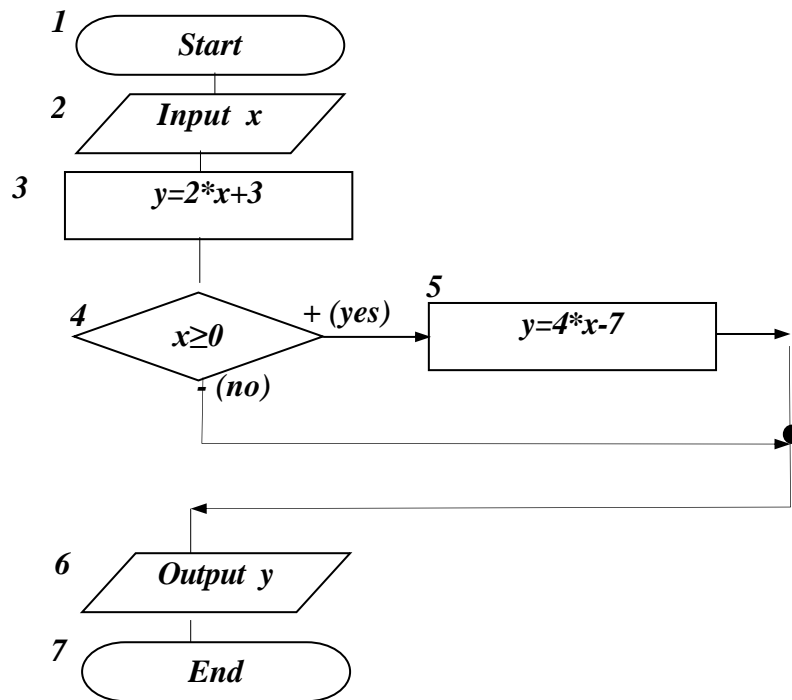 1
Start
2
Input x
3
y=2*x+3
4
x≥0
+ (yes)
- (no)
5
y=4*x-7
6
Output y
7
End